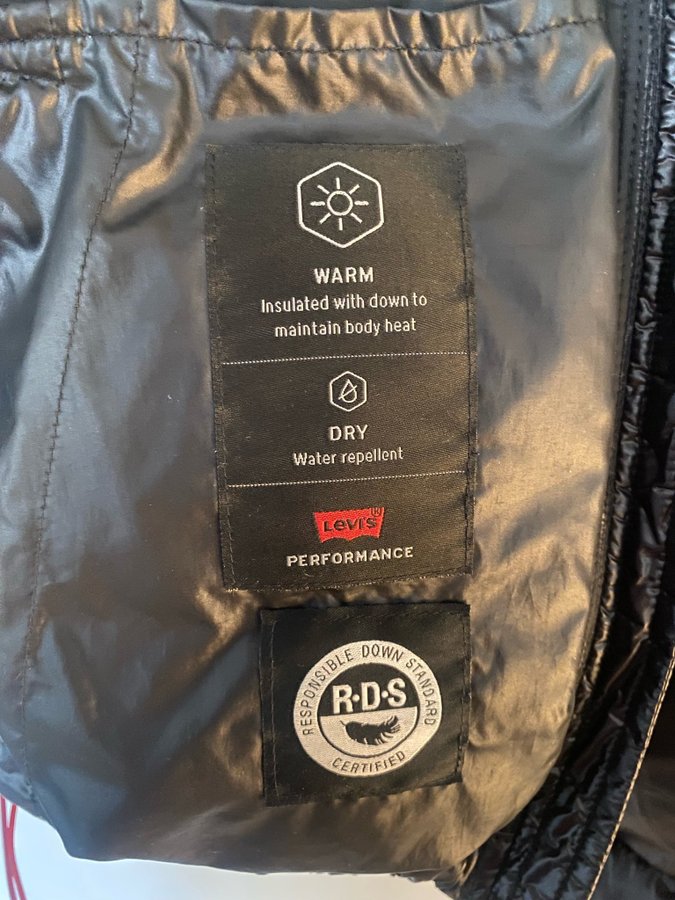 WARM
Insulated with down to
maintain body heat
DRY
Water repellent
Levi's®
PERFORMANCE
RESPONSIBLE DOWN STANDARD
R·D·S
CERTIFIED